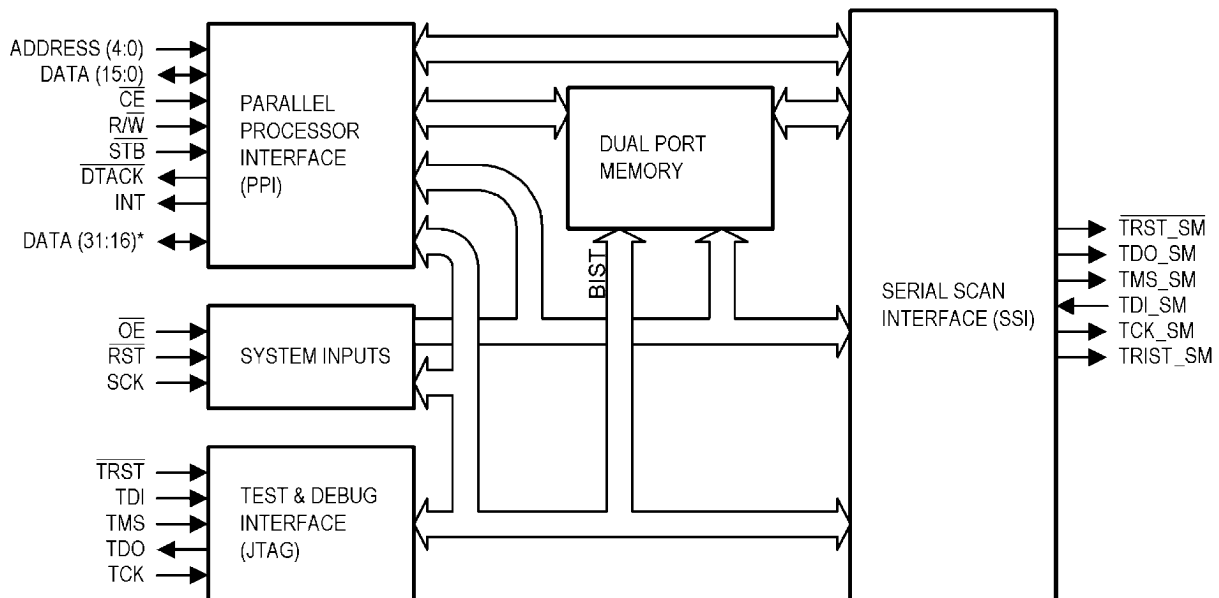 ADDRESS (4:0)
DATA (15:0)
CE
R/W
STB
DTACK
INT
DATA (31:16)*
PARALLEL
PROCESSOR
INTERFACE
(PPI)
DUAL PORT
MEMORY
BIST
OE
RST
SCK
SYSTEM INPUTS
TRST
TDI
TMS
TDO
TCK
TEST & DEBUG
INTERFACE
(JTAG)
SERIAL SCAN
INTERFACE (SSI)
TRST_SM
TDO_SM
TMS_SM
TDI_SM
TCK_SM
TRIST_SM